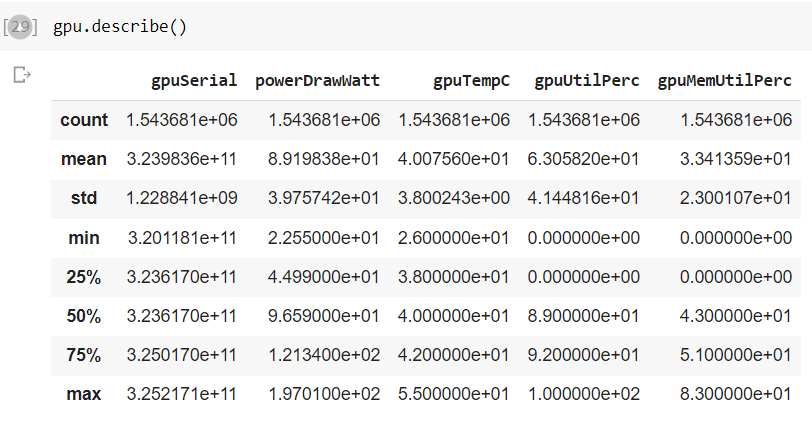 [29] gpu.describe()
gpuSerial powerDrawWatt gpuTempC gpuUtilPerc gpuMemUtilPerc
count 1.543681e+06 1.543681e+06 1.543681e+06 1.543681e+06 1.543681e+06
mean 3.239836e+11 8.919838e+01 4.007560e+01 6.305820e+01 3.341359e+01
std 1.228841e+09 3.975742e+01 3.800243e+00 4.144816e+01 2.300107e+01
min 3.201181e+11 2.255000e+01 2.600000e+01 0.000000e+00 0.000000e+00
25% 3.236170e+11 4.499000e+01 3.800000e+01 0.000000e+00 0.000000e+00
50% 3.236170e+11 9.659000e+01 4.000000e+01 8.900000e+01 4.300000e+01
75% 3.250170e+11 1.213400e+02 4.200000e+01 9.200000e+01 5.100000e+01
max 3.252171e+11 1.970100e+02 5.500000e+01 1.000000e+02 8.300000e+01